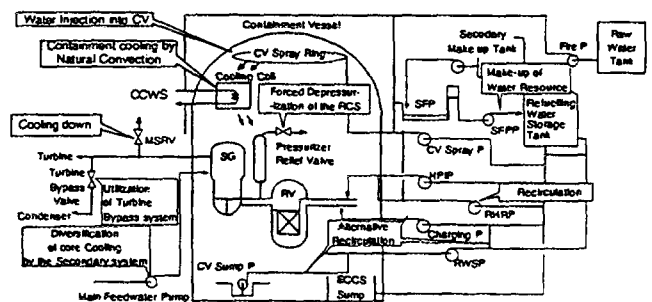 Water Injection into CV
Containment Vessel
Containment cooling by
Natural Convection
CV Spray Ring
Cooling Coil
CCWS
Forced Depressur-
ization of the RCS
Cooling down
MSRV
Turbine
Turbine
Bypass
Valve
Condenser
Utilization
of Turbine
Bypass system
Diversification
of core Cooling
by the Secondary system
Main Feedwater Pump
SG
Pressurizer
Relief Valve
RV
CV Sump P
Alternative
Recirculation
ECCS
Sump
Secondary
Make up Tank
Fire P
Raw
Water
Tank
Make-up of
Water Resource
SFP
SFPP
Refuelling
Water
Storage
Tank
CV Spray P
HPIP
Recirculation
RHRP
Charging P
RWSP